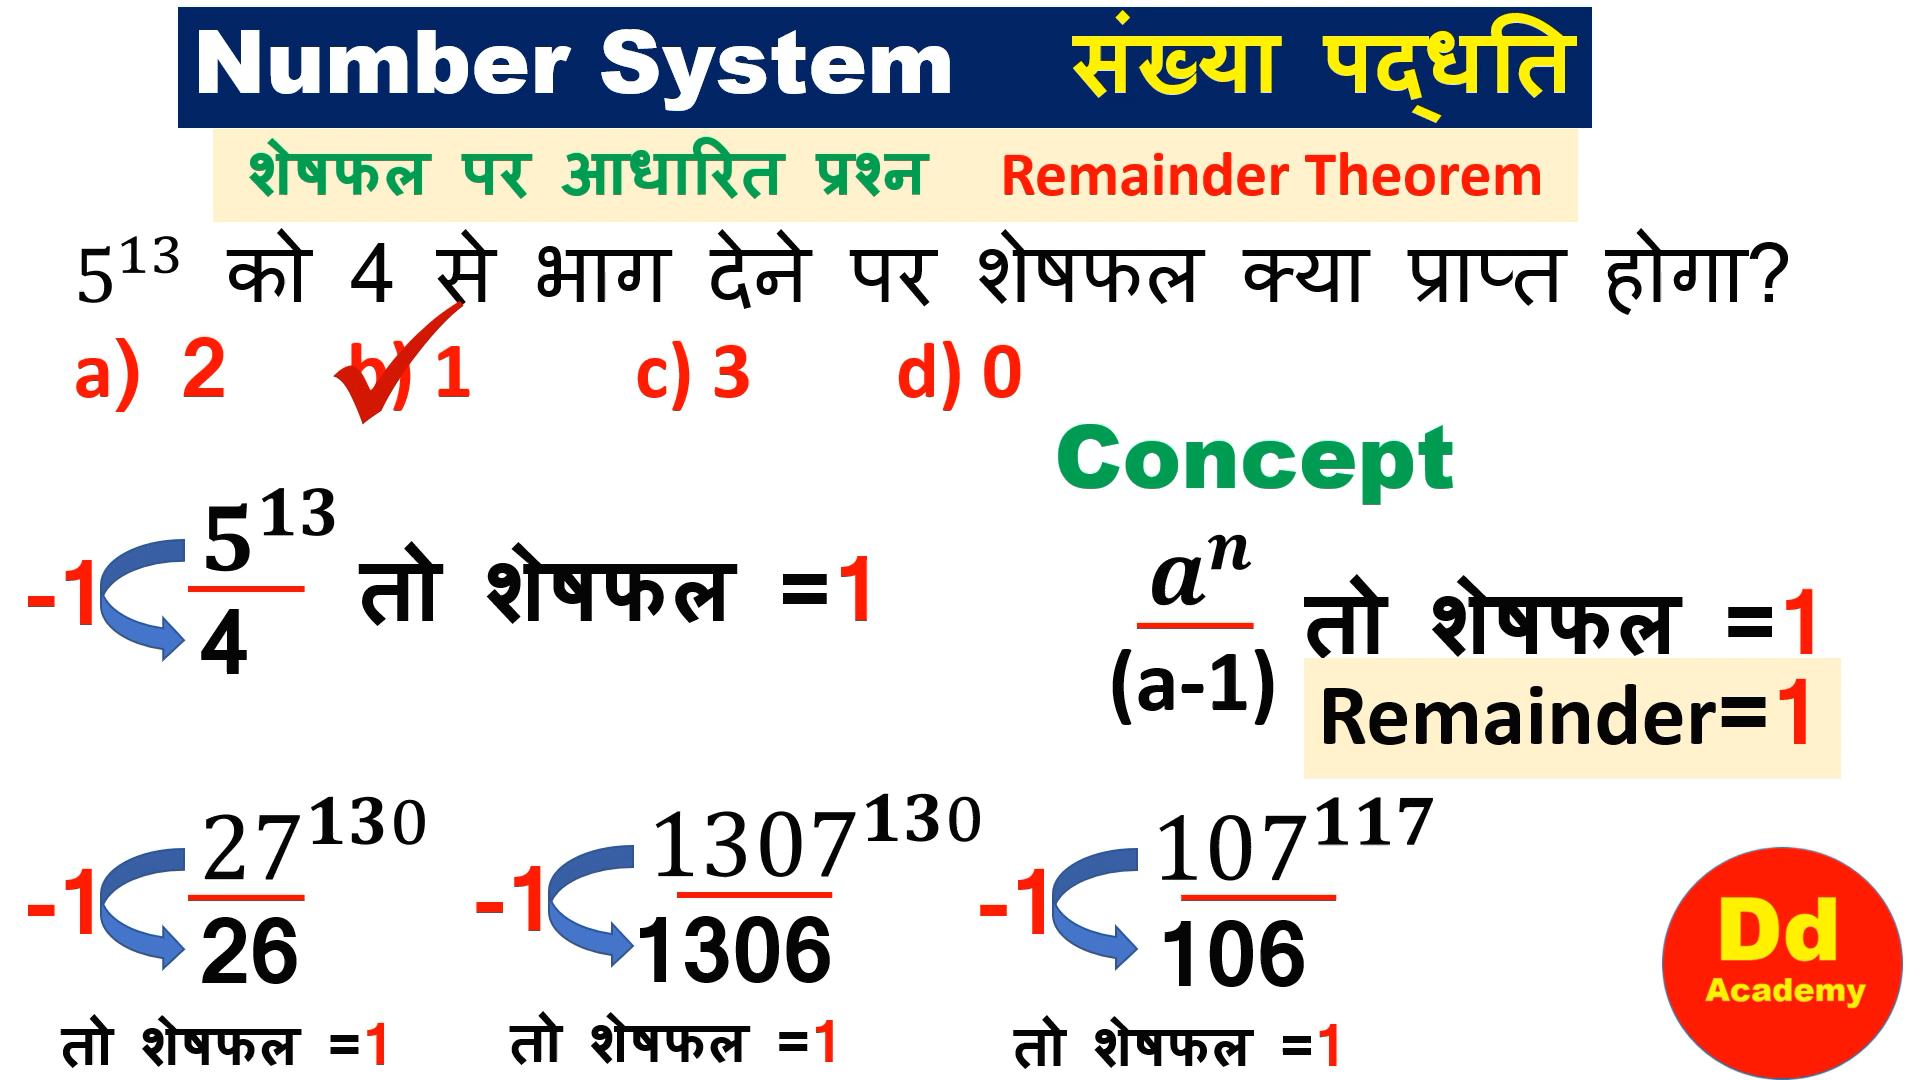 Number System संख्या पद्धति
शेषफल पर आधारित प्रश्न Remainder Theorem
5¹³ को 4 से भाग देने पर शेषफल क्या प्राप्त होगा?
a) 2 b) 1 c) 3 d) 0
Concept
-1 5¹³/4 तो शेषफल =1
aⁿ/(a-1) तो शेषफल =1
Remainder=1
-1 27¹³⁰/26 -1 1307¹³⁰/1306 -1 107¹¹⁷/106
तो शेषफल =1 तो शेषफल =1 तो शेषफल =1
Dd
Academy